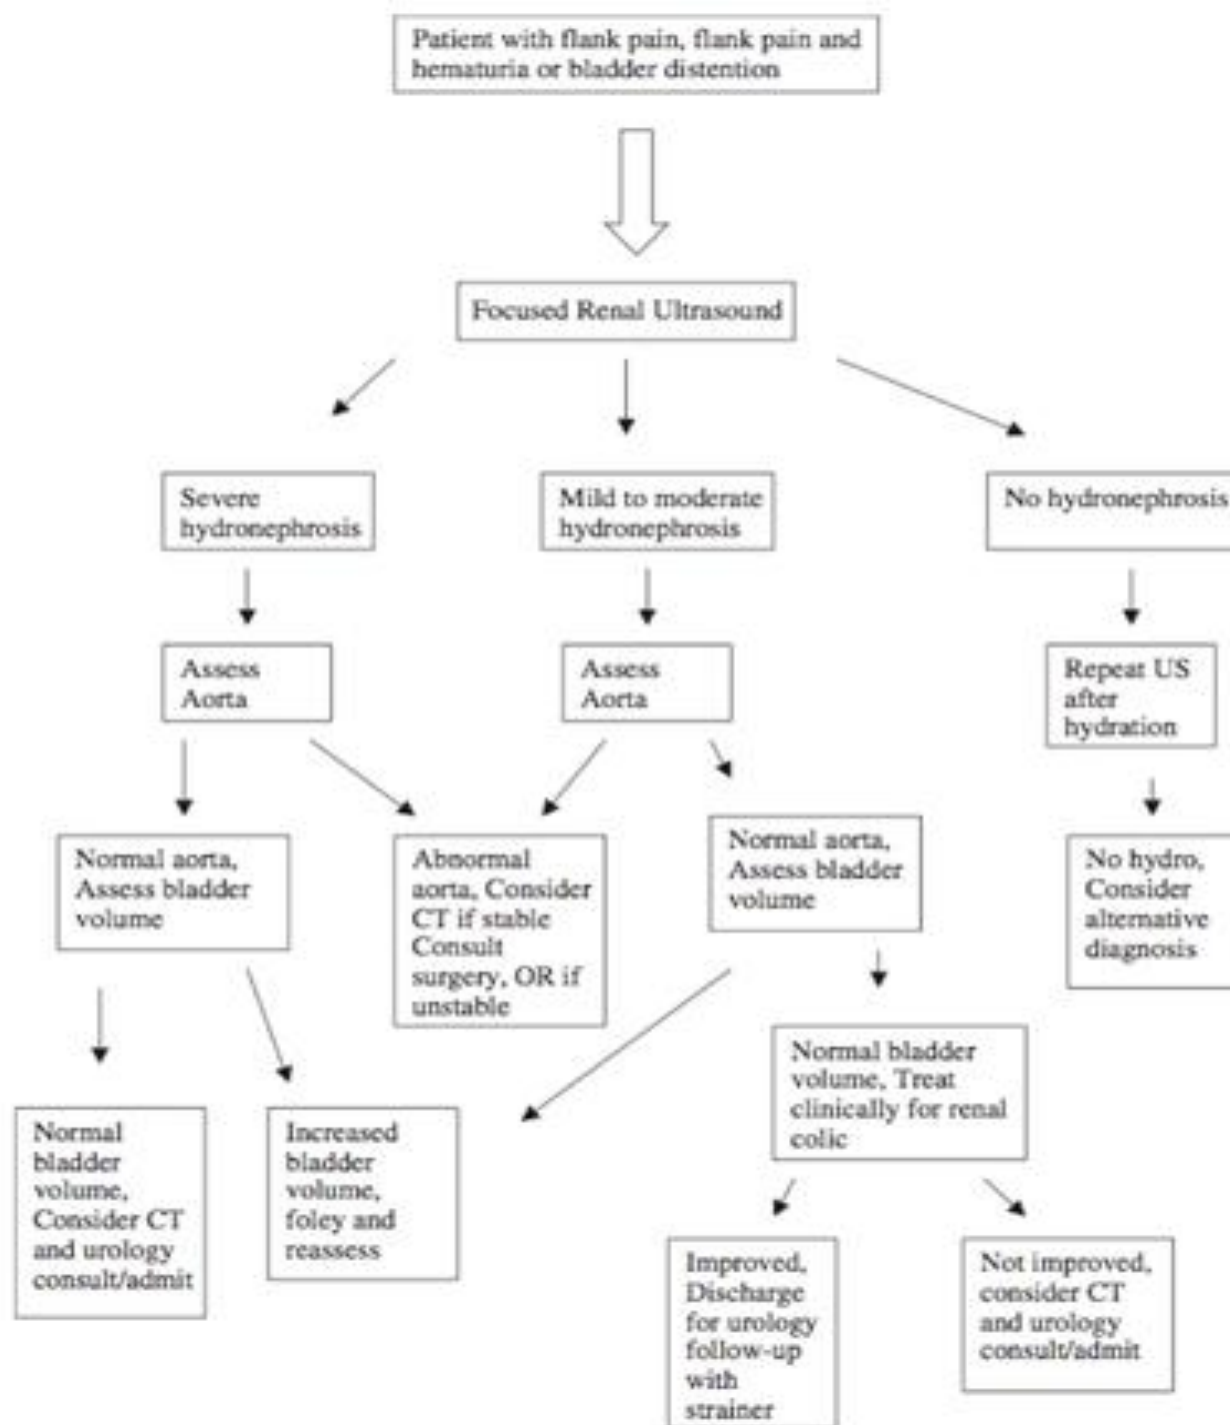 Patient with flank pain, flank pain and
hematuria or bladder distention
Focused Renal Ultrasound
Severe
hydronephrosis
Mild to moderate
hydronephrosis
No hydronephrosis
Assess
Aorta
Assess
Aorta
Repeat US
after
hydration
Normal aorta,
Assess bladder
volume
Abnormal
aorta, Consider
CT if stable
Consult
surgery, OR if
unstable
Normal aorta,
Assess bladder
volume
No hydro,
Consider
alternative
diagnosis
Normal
bladder
volume,
Consider CT
and urology
consult/admit
Increased
bladder
volume,
foley and
reassess
Normal bladder
volume, Treat
clinically for renal
colic
Improved,
Discharge
for urology
follow-up
with
strainer
Not improved,
consider CT
and urology
consult/admit